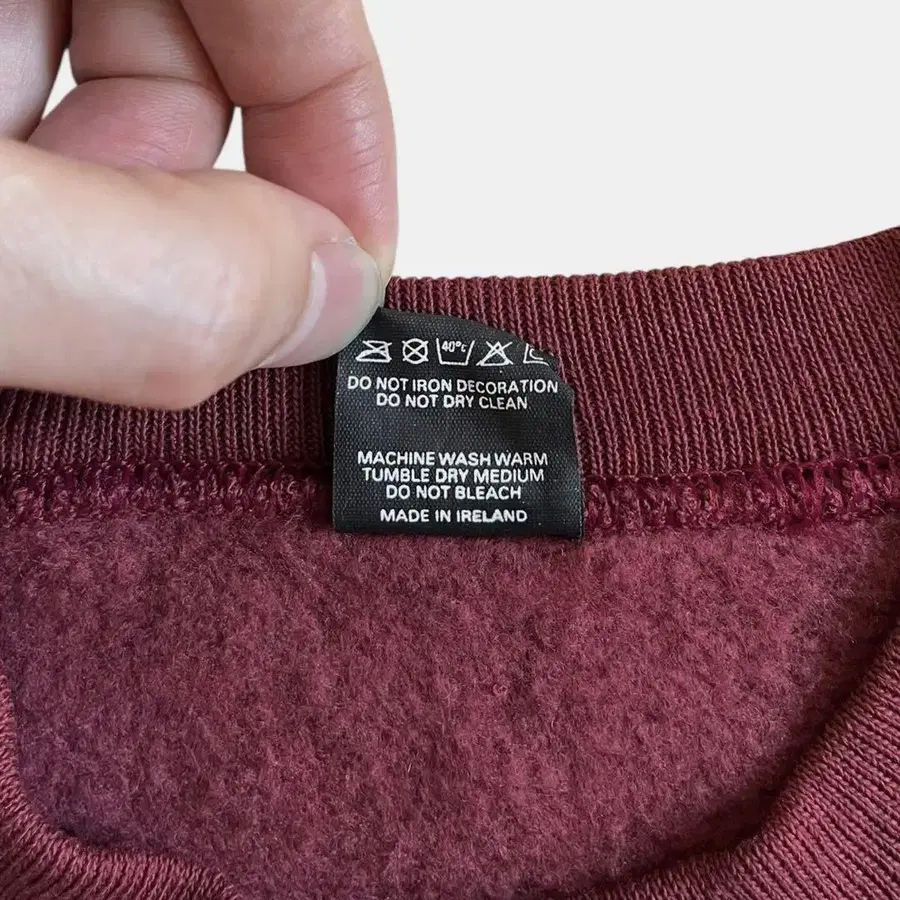 40°c
DO NOT IRON DECORATION
DO NOT DRY CLEAN
MACHINE WASH WARM
TUMBLE DRY MEDIUM
DO NOT BLEACH
MADE IN IRELAND